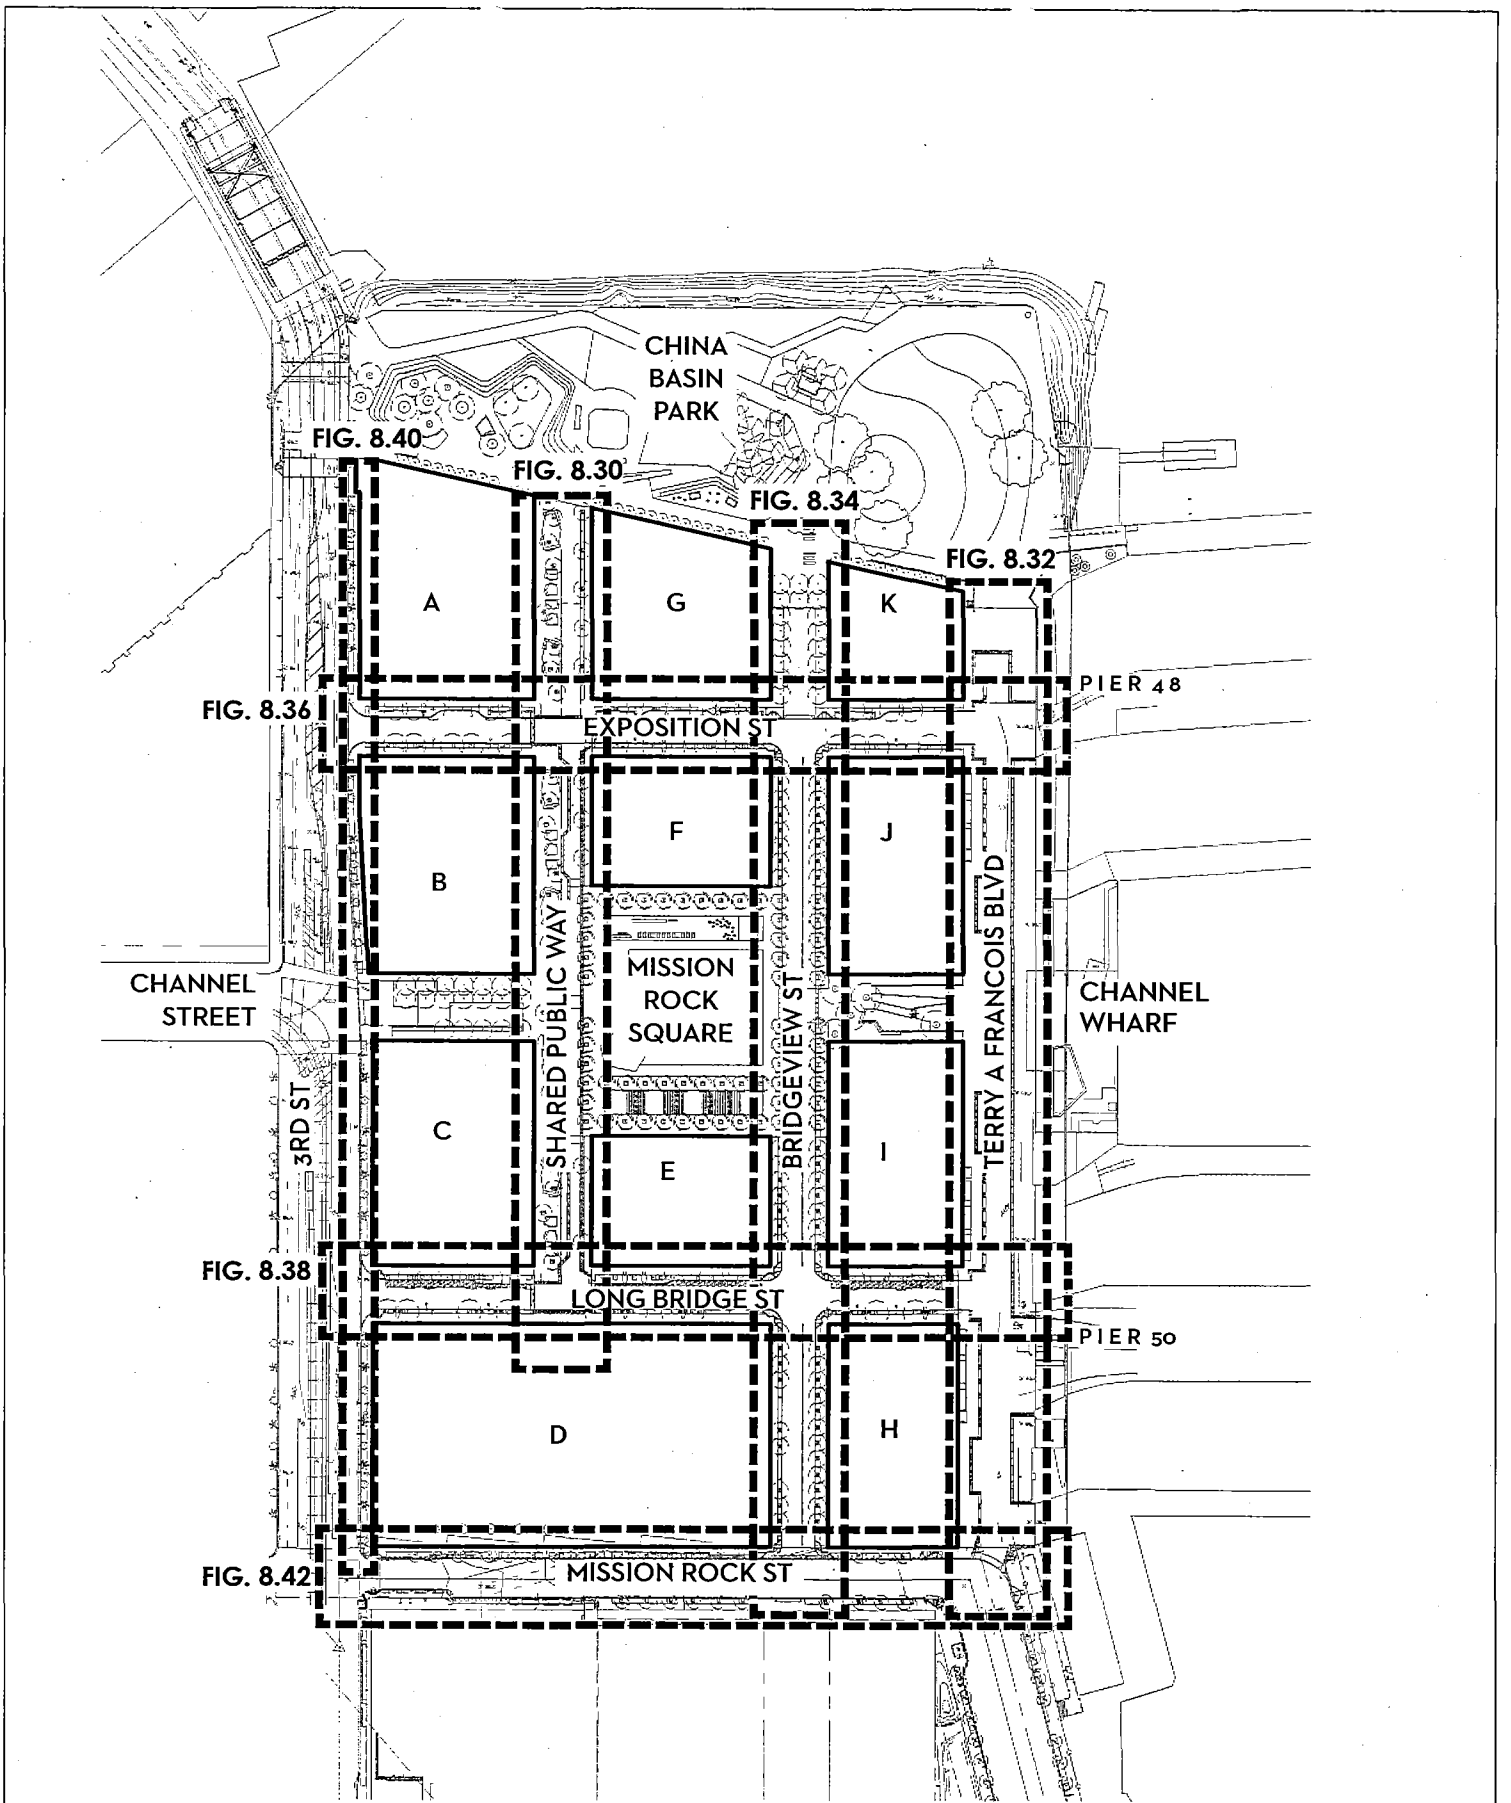 CHINA
BASIN
PARK
FIG. 8.40
FIG. 8.30
FIG. 8.34
FIG. 8.32
A
G
K
PIER 48
FIG. 8.36
EXPOSITION ST
F
J
B
CHANNEL
STREET
SHARED PUBLIC WAY
MISSION
ROCK
SQUARE
BRIDGEVIEW ST
TERRY A FRANCOIS BLVD
CHANNEL
WHARF
3RD ST
C
E
I
FIG. 8.38
LONG BRIDGE ST
PIER 50
D
H
FIG. 8.42
MISSION ROCK ST